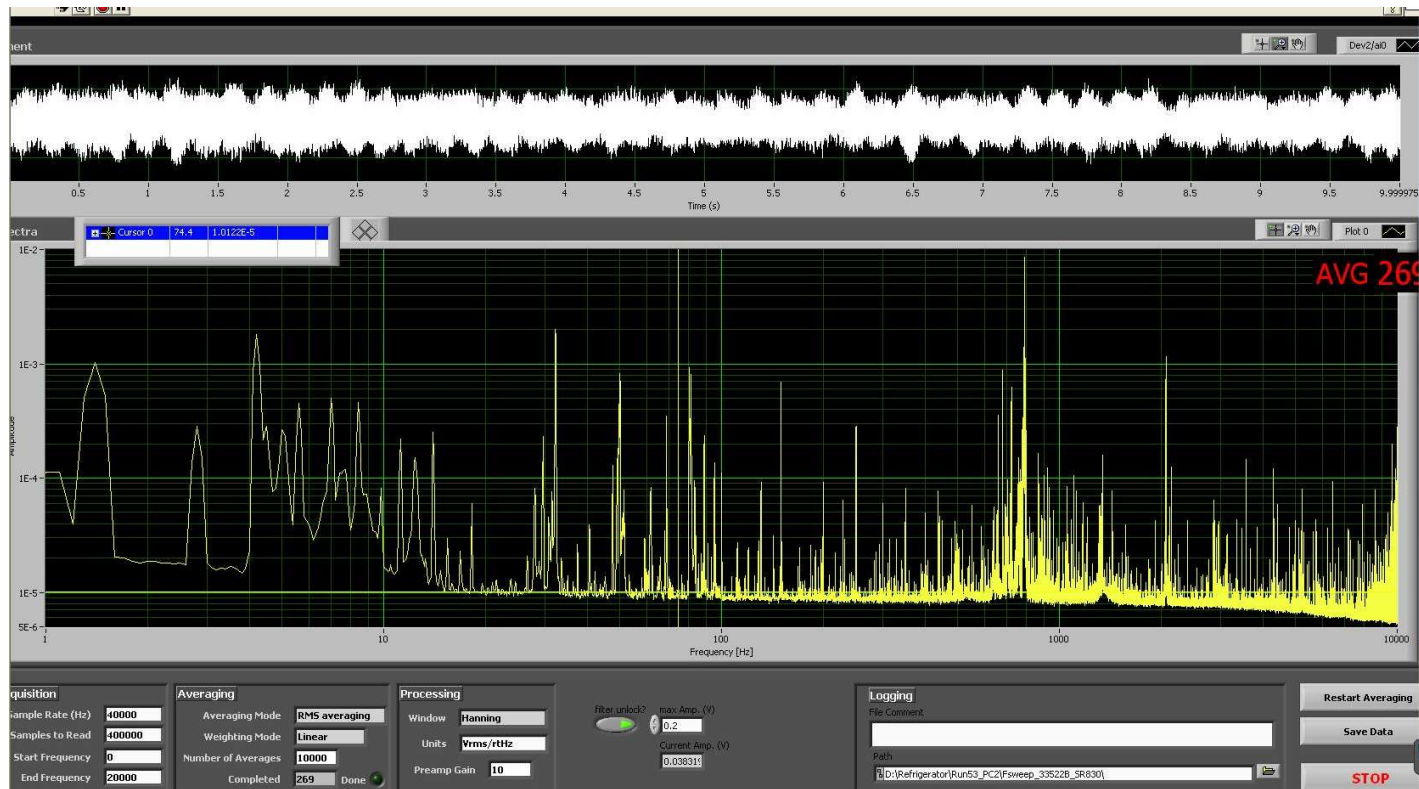 ment
Dev2/ai0
0.5 1 1.5 2 2.5 3 3.5 4 4.5 5 5.5 6 6.5 7 7.5 8 8.5 9 9.5 9.999975
Time (s)
ectra
Cursor 0 74.4 1.0122E-5
Plot 0
AVG 269
1E-2
1E-3
Amplitude
1E-4
1E-5
5E-6
1 10 100 1000 10000
Frequency [Hz]
quisition
Sample Rate (Hz) 40000
Samples to Read 400000
Start Frequency 0
End Frequency 20000
Averaging
Averaging Mode RMS averaging
Weighting Mode Linear
Number of Averages 10000
Completed 269 Done
Processing
Window Hanning
Units Vrms/rtHz
Preamp Gain 10
filter unlock?
max Amp. (V)
0.2
Current Amp. (V)
Logging
File Comment
Path
D:\Refrigerator\Run53_PC2\Fsweep_33522B_SR830\
Restart Averaging
Save Data
STOP